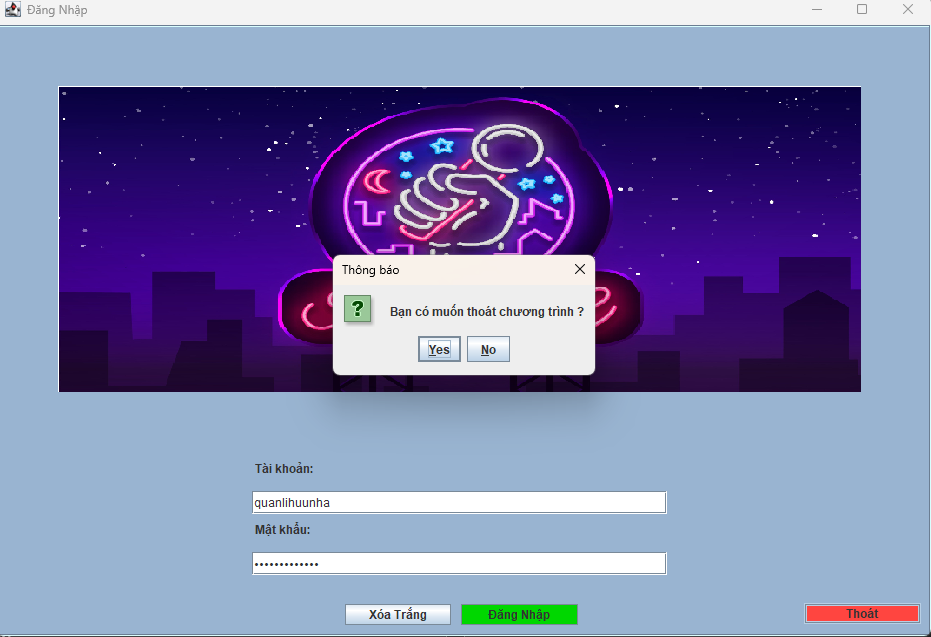 Đăng Nhập
Thông báo
Bạn có muốn thoát chương trình ?
Yes
No
Tài khoản:
quanlihuunha
Mật khẩu:
•••••••••••••
Xóa Trắng
Đăng Nhập
Thoát